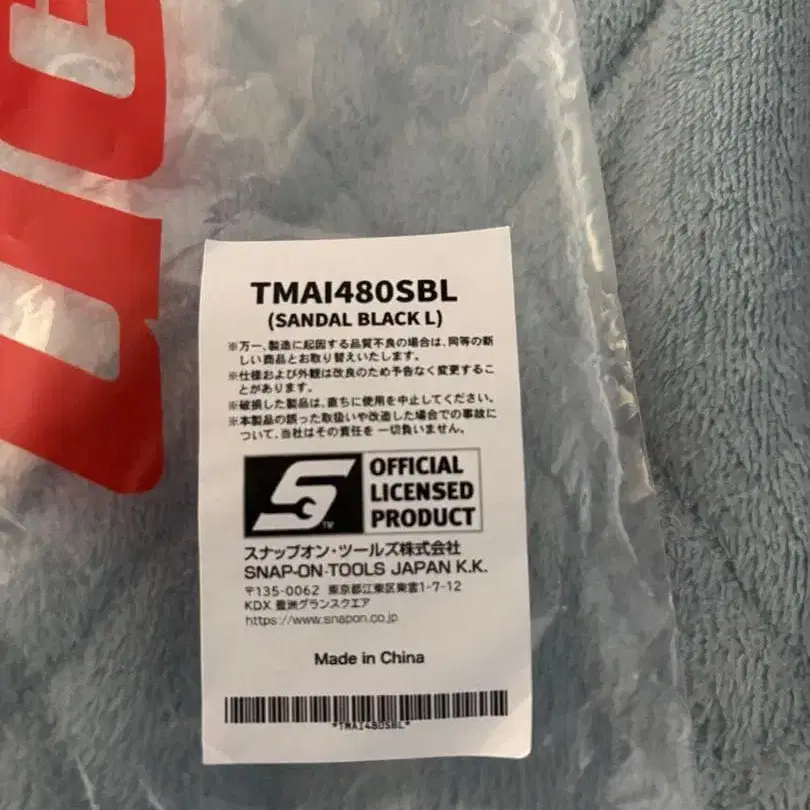 TMAI480SBL
(SANDAL BLACK L)
※万一、製造に起因する品質不良の場合は、同等の新
しい商品とお取り替えいたします。
※仕様および外観は改良のため予告なく変更するこ
とがあります。
※破損した製品は、直ちに使用を中止してください。
※本製品の誤った取扱いや改造した場合での事故に
ついて、当社はその責任を一切負いません。
OFFICIAL
LICENSED
PRODUCT
TM
スナップオン・ツールズ株式会社
SNAP-ON-TOOLS JAPAN K.K.
〒135-0062 東京都江東区東雲1-7-12
KDX 豊洲グランスクエア
https://www.snapon.co.jp
Made in China
*TMAI480SBL*